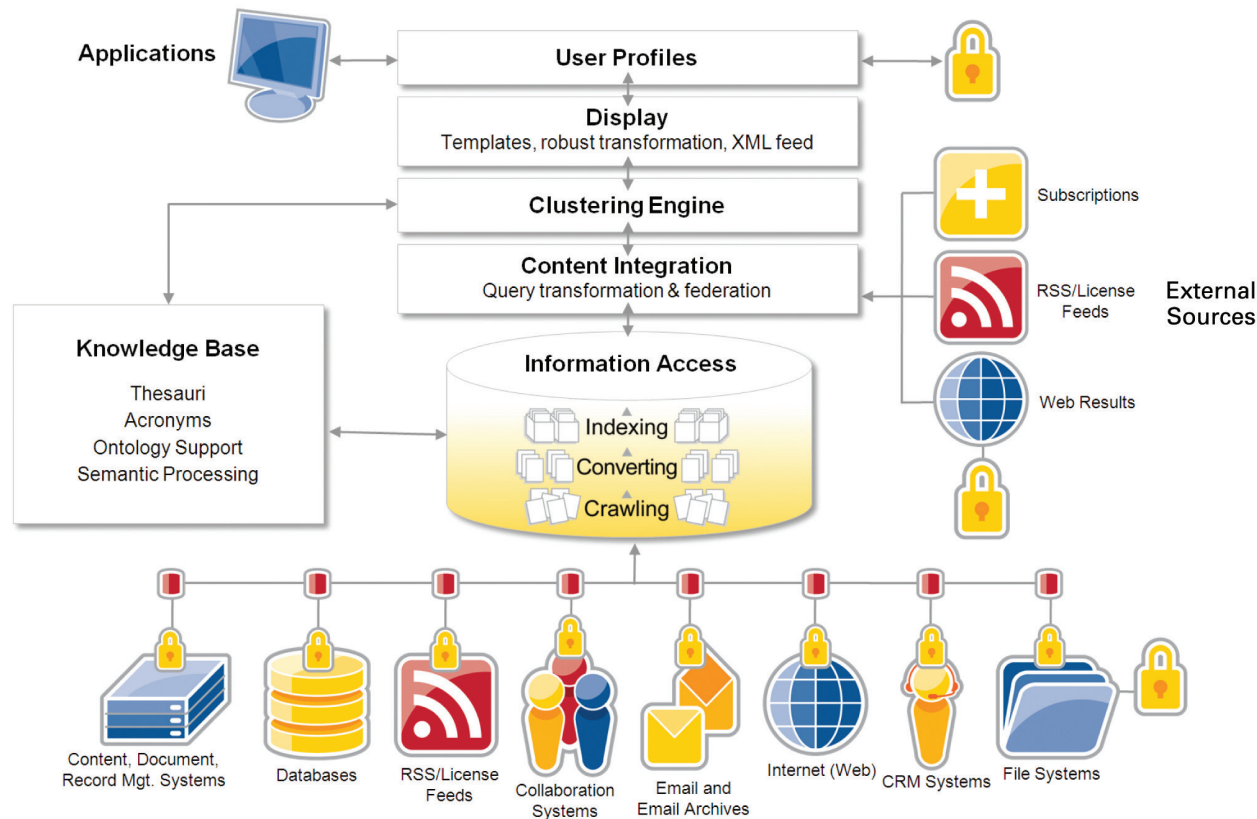 Applications
User Profiles
Display
Templates, robust transformation, XML feed
Clustering Engine
Content Integration
Query transformation & federation
Subscriptions
RSS/License
Feeds
Web Results
External
Sources
Knowledge Base
Thesauri
Acronyms
Ontology Support
Semantic Processing
Information Access
Indexing
Converting
Crawling
Content, Document,
Record Mgt. Systems
Databases
RSS/License
Feeds
Collaboration
Systems
Email and
Email Archives
Internet (Web)
CRM Systems
File Systems